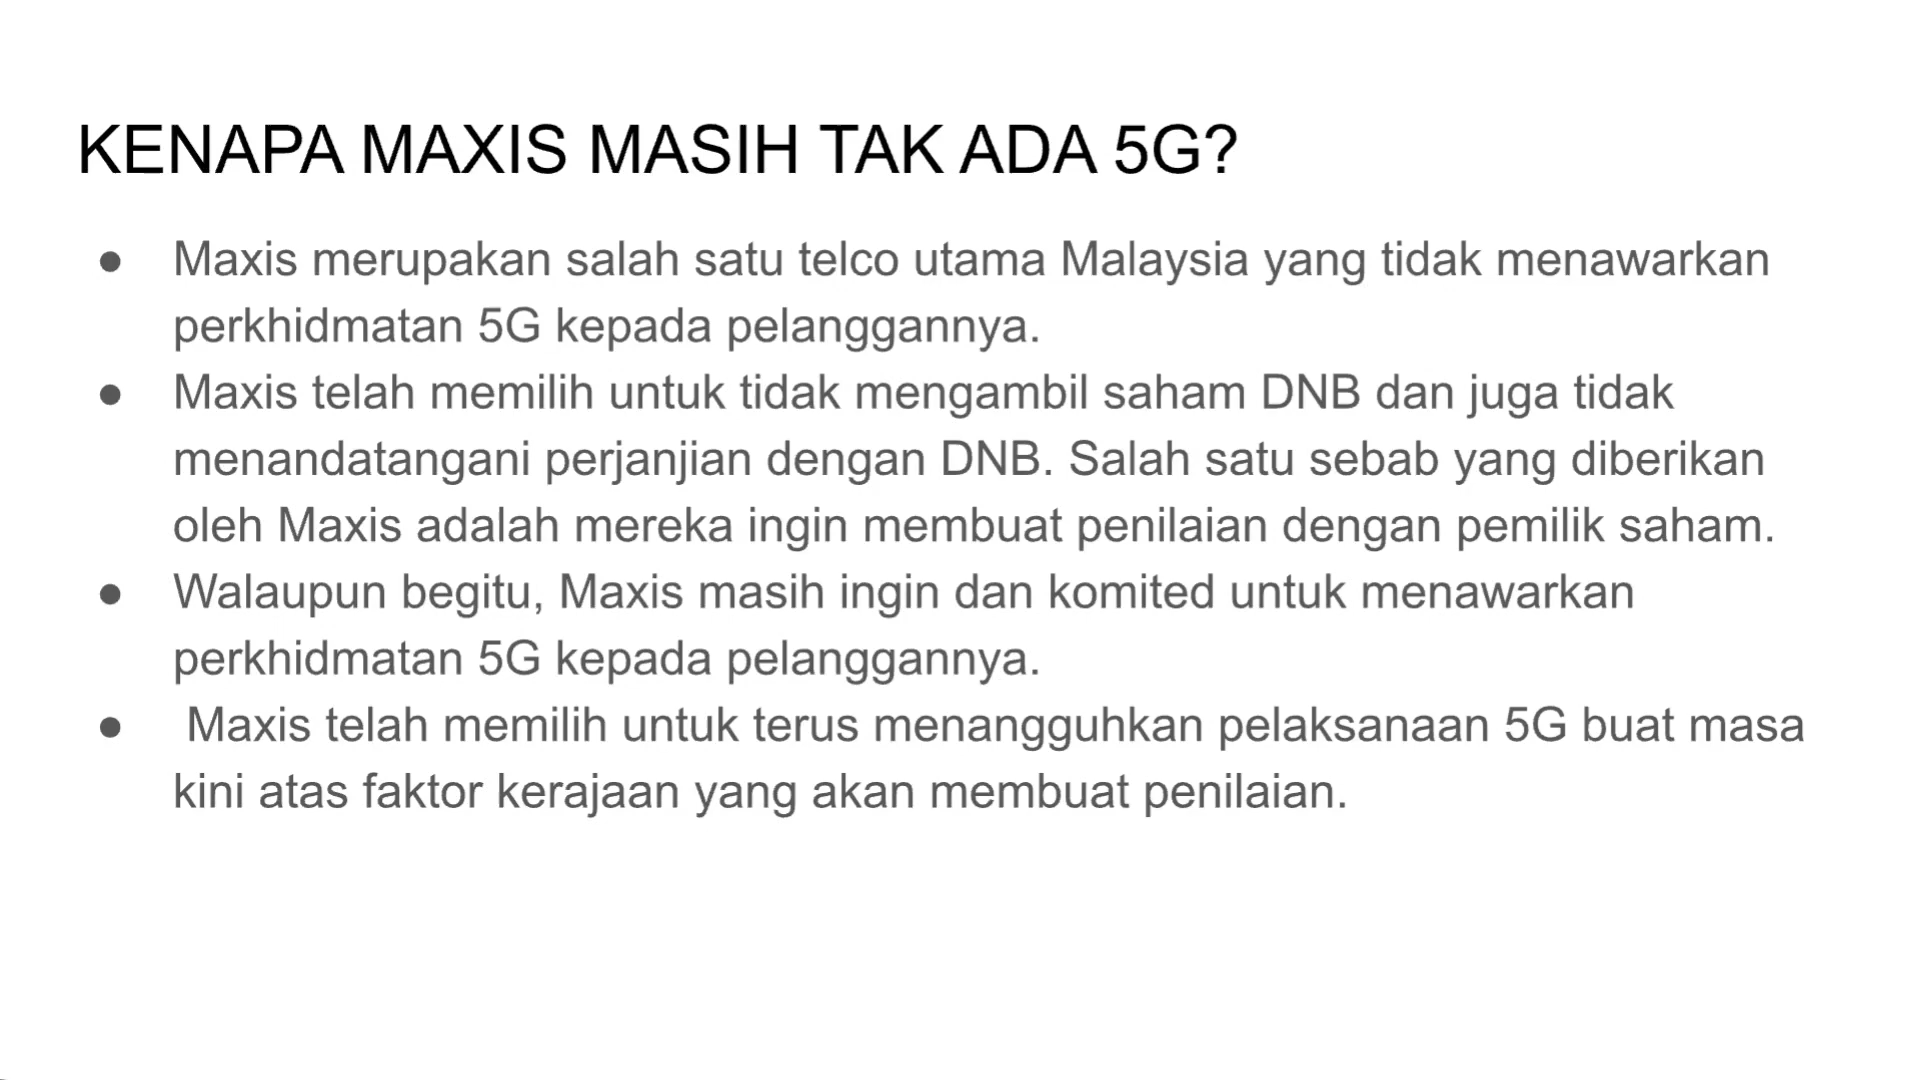 KENAPA MAXIS MASIH TAK ADA 5G?
● Maxis merupakan salah satu telco utama Malaysia yang tidak menawarkan
perkhidmatan 5G kepada pelanggannya.
● Maxis telah memilih untuk tidak mengambil saham DNB dan juga tidak
menandatangani perjanjian dengan DNB. Salah satu sebab yang diberikan
oleh Maxis adalah mereka ingin membuat penilaian dengan pemilik saham.
● Walaupun begitu, Maxis masih ingin dan komited untuk menawarkan
perkhidmatan 5G kepada pelanggannya.
● Maxis telah memilih untuk terus menangguhkan pelaksanaan 5G buat masa
kini atas faktor kerajaan yang akan membuat penilaian.